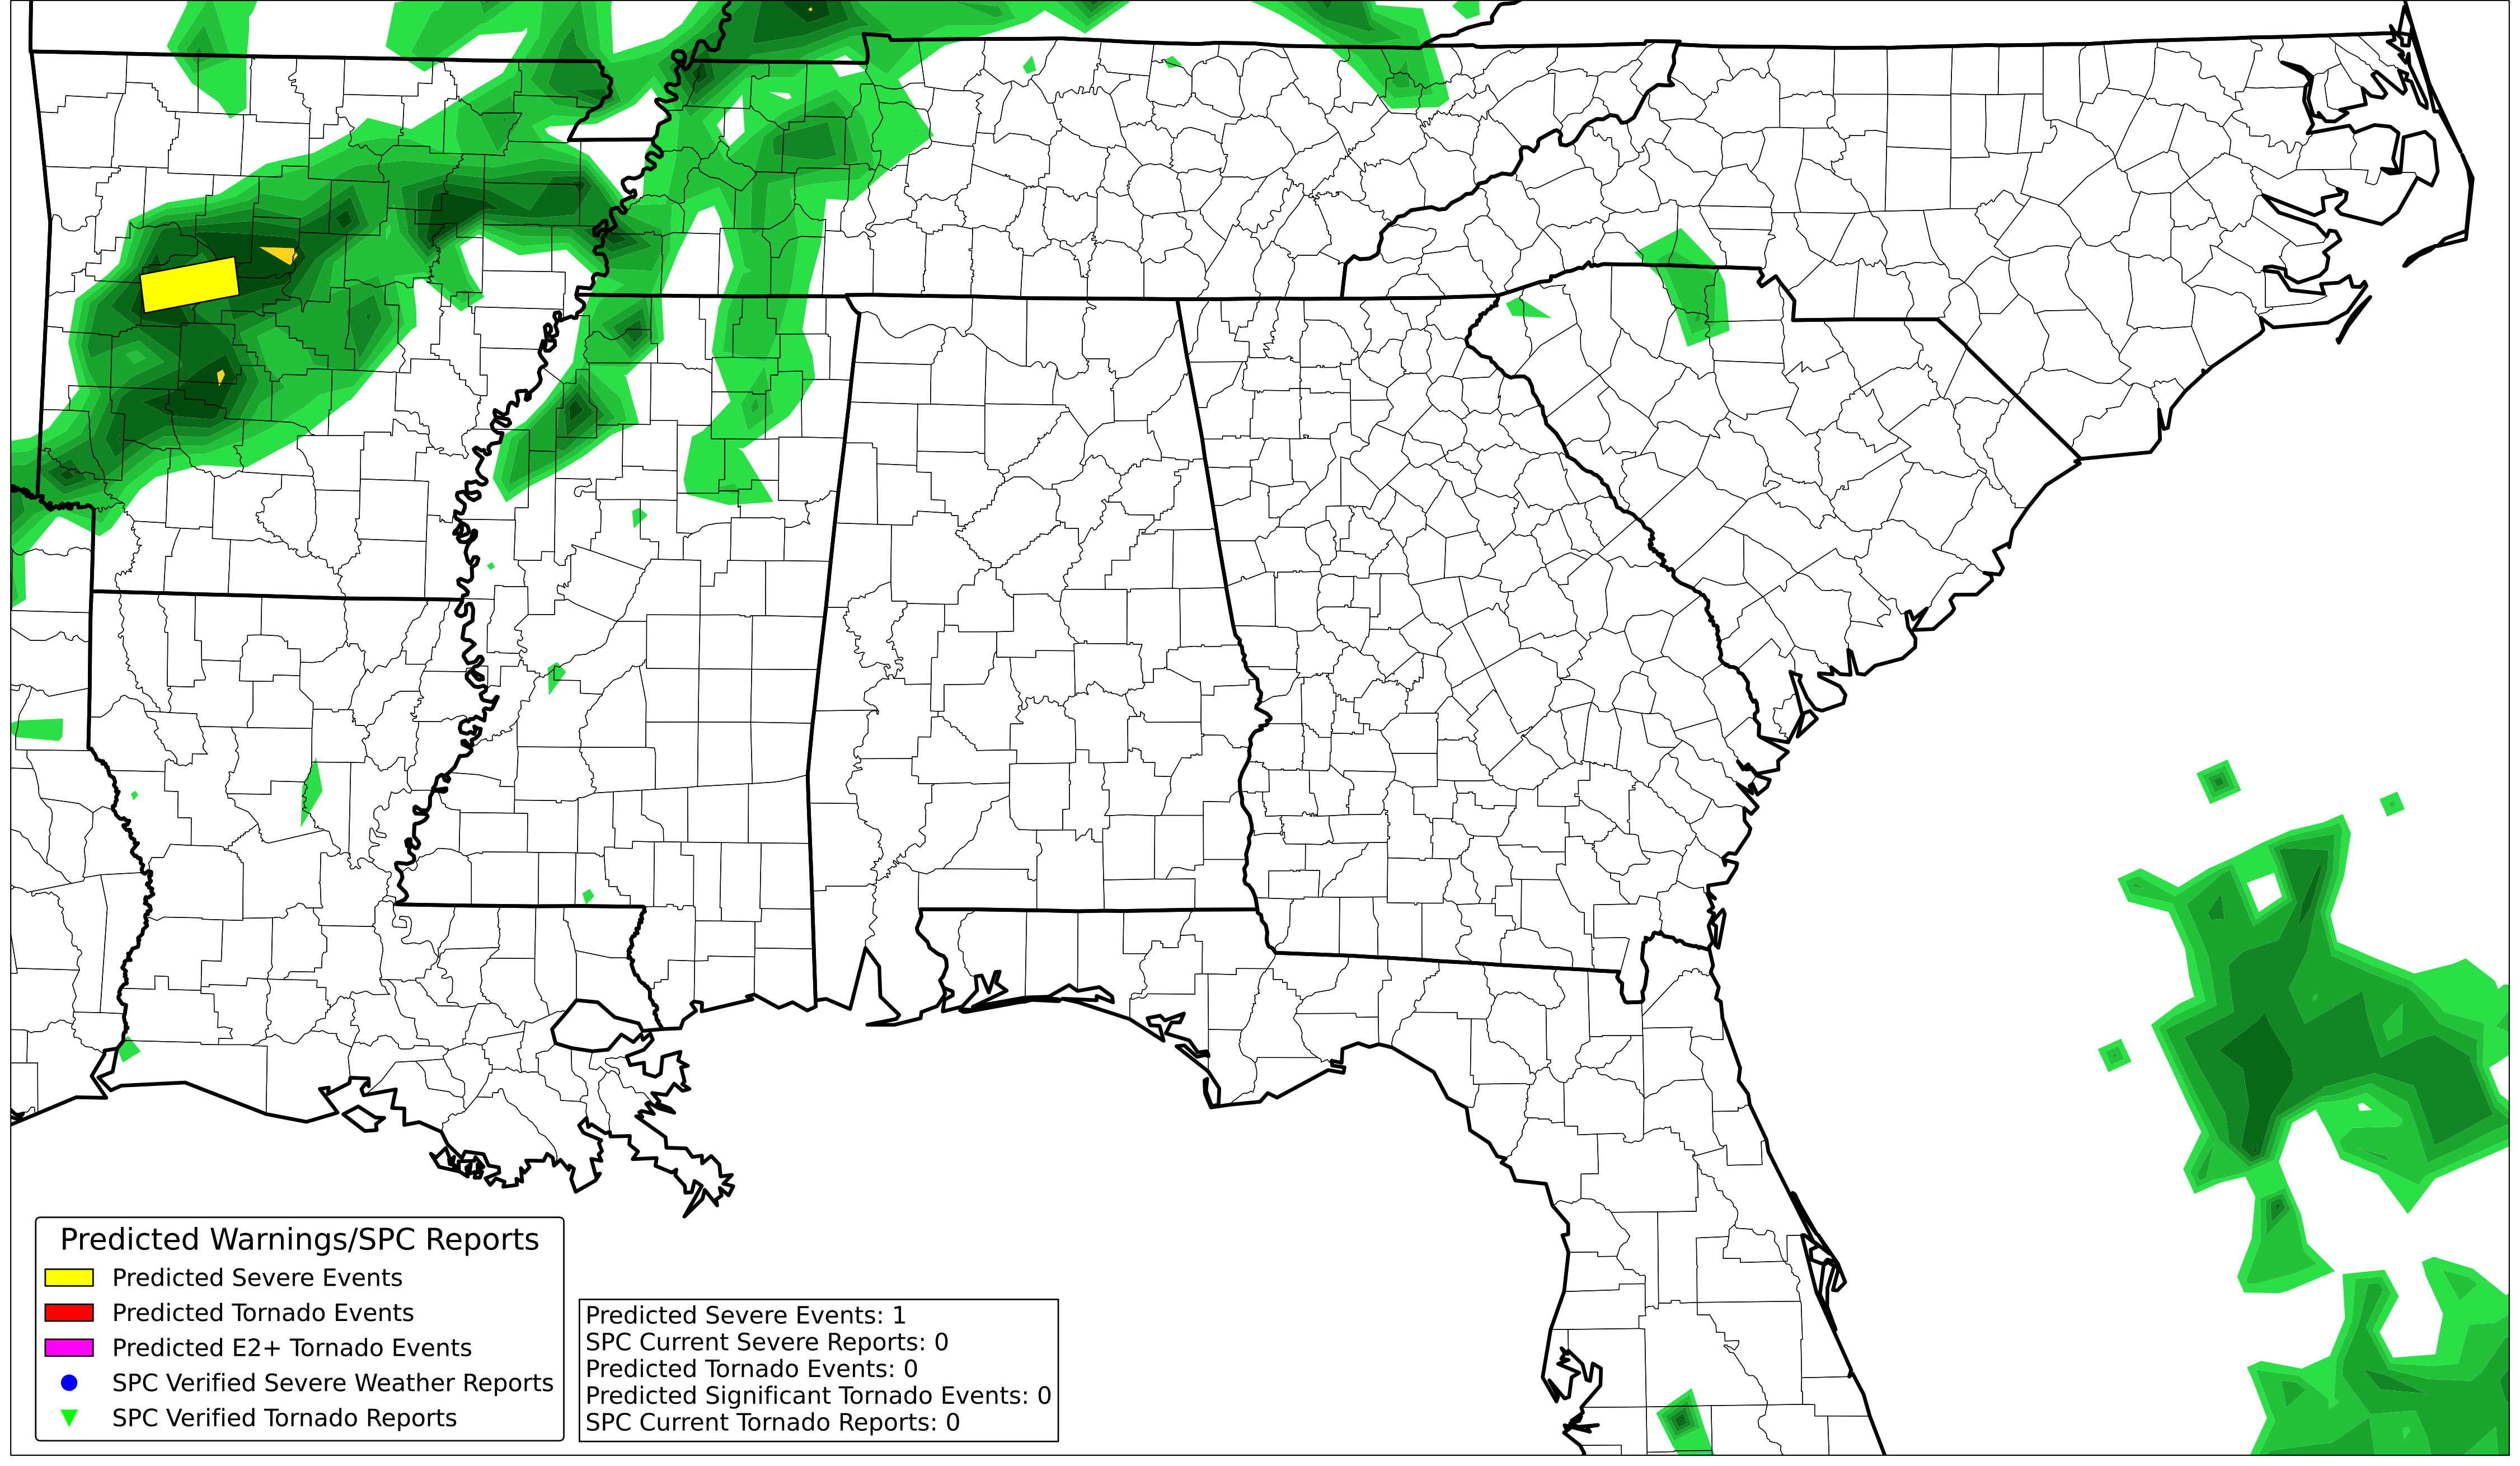 Predicted Warnings/SPC Reports
Predicted Severe Events
Predicted Tornado Events
Predicted E2+ Tornado Events
SPC Verified Severe Weather Reports
SPC Verified Tornado Reports
Predicted Severe Events: 1
SPC Current Severe Reports: 0
Predicted Tornado Events: 0
Predicted Significant Tornado Events: 0
SPC Current Tornado Reports: 0